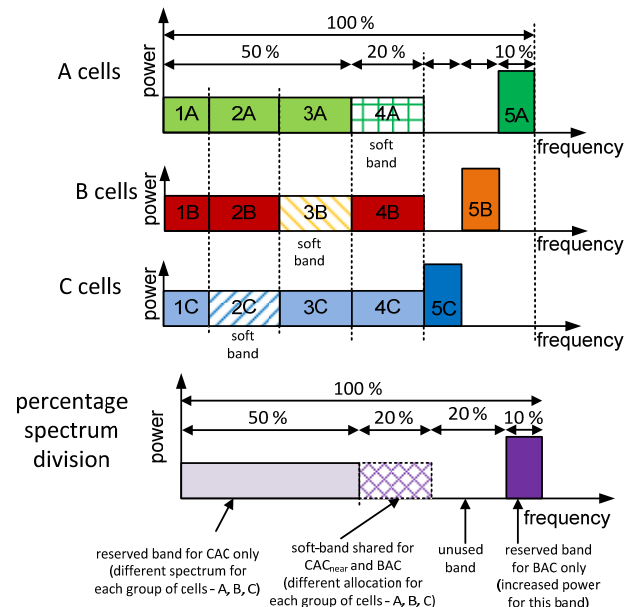 100 %
50 % 20 % 10 %
A cells
power
1A 2A 3A 4A 5A
soft
band
frequency
B cells
power
1B 2B 3B 4B 5B
soft
band
frequency
C cells
power
1C 2C 3C 4C 5C
soft
band
frequency
percentage
spectrum
division
100 %
50 % 20 % 20 % 10 %
power
frequency
reserved band for CAC only
(different spectrum for
each group of cells - A, B, C)
soft-band shared for
CACnear and BAC
(different allocation for
each group of cells - A, B, C)
unused
band
reserved band
for BAC only
(increased power
for this band)